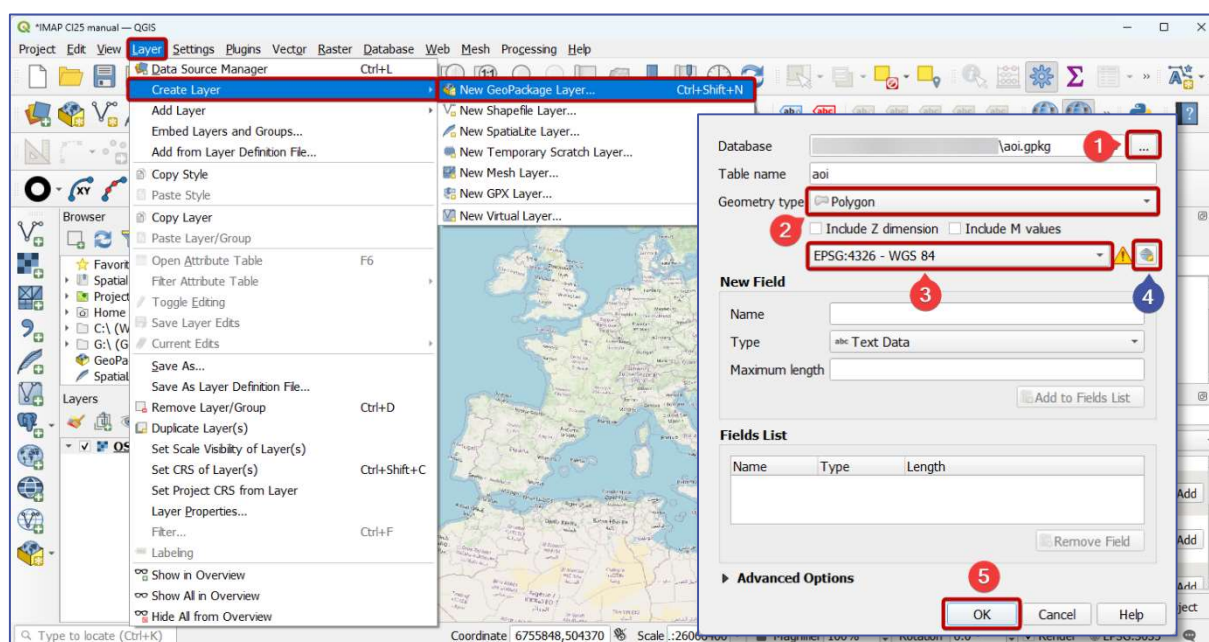 *IMAP CI25 manual — QGIS
Project Edit View Layer Settings Plugins Vector Raster Database Web Mesh Processing Help
Data Source Manager Ctrl+L
Create Layer
Add Layer
Embed Layers and Groups...
Add from Layer Definition File...
Copy Style
Paste Style
Copy Layer
Paste Layer/Group
Open Attribute Table F6
Filter Attribute Table
Toggle Editing
Save Layer Edits
Current Edits
Save As...
Save As Layer Definition File...
Remove Layer/Group Ctrl+D
Duplicate Layer(s)
Set Scale Visibility of Layer(s)
Set CRS of Layer(s) Ctrl+Shift+C
Set Project CRS from Layer
Layer Properties...
Filter... Ctrl+F
Labeling
Show in Overview
Show All in Overview
Hide All from Overview
New GeoPackage Layer... Ctrl+Shift+N
New Shapefile Layer...
New SpatiaLite Layer...
New Temporary Scratch Layer...
New Mesh Layer...
New GPX Layer...
New Virtual Layer...
Browser
Favorit
Spatial
Project
Home
C:\ (W
G:\ (G
GeoPa
Spatial
Layers
OS
Database \aoi.gpkg 1 ...
Table name aoi
Geometry type Polygon
2 Include Z dimension Include M values
EPSG:4326 - WGS 84
3 4
New Field
Name
Type abc Text Data
Maximum length
Add to Fields List
Fields List
Name Type Length
Remove Field
Advanced Options
5
OK Cancel Help
Add
Add
Add
ject
Type to locate (Ctrl+K) Coordinate 6755848,504370 Scale